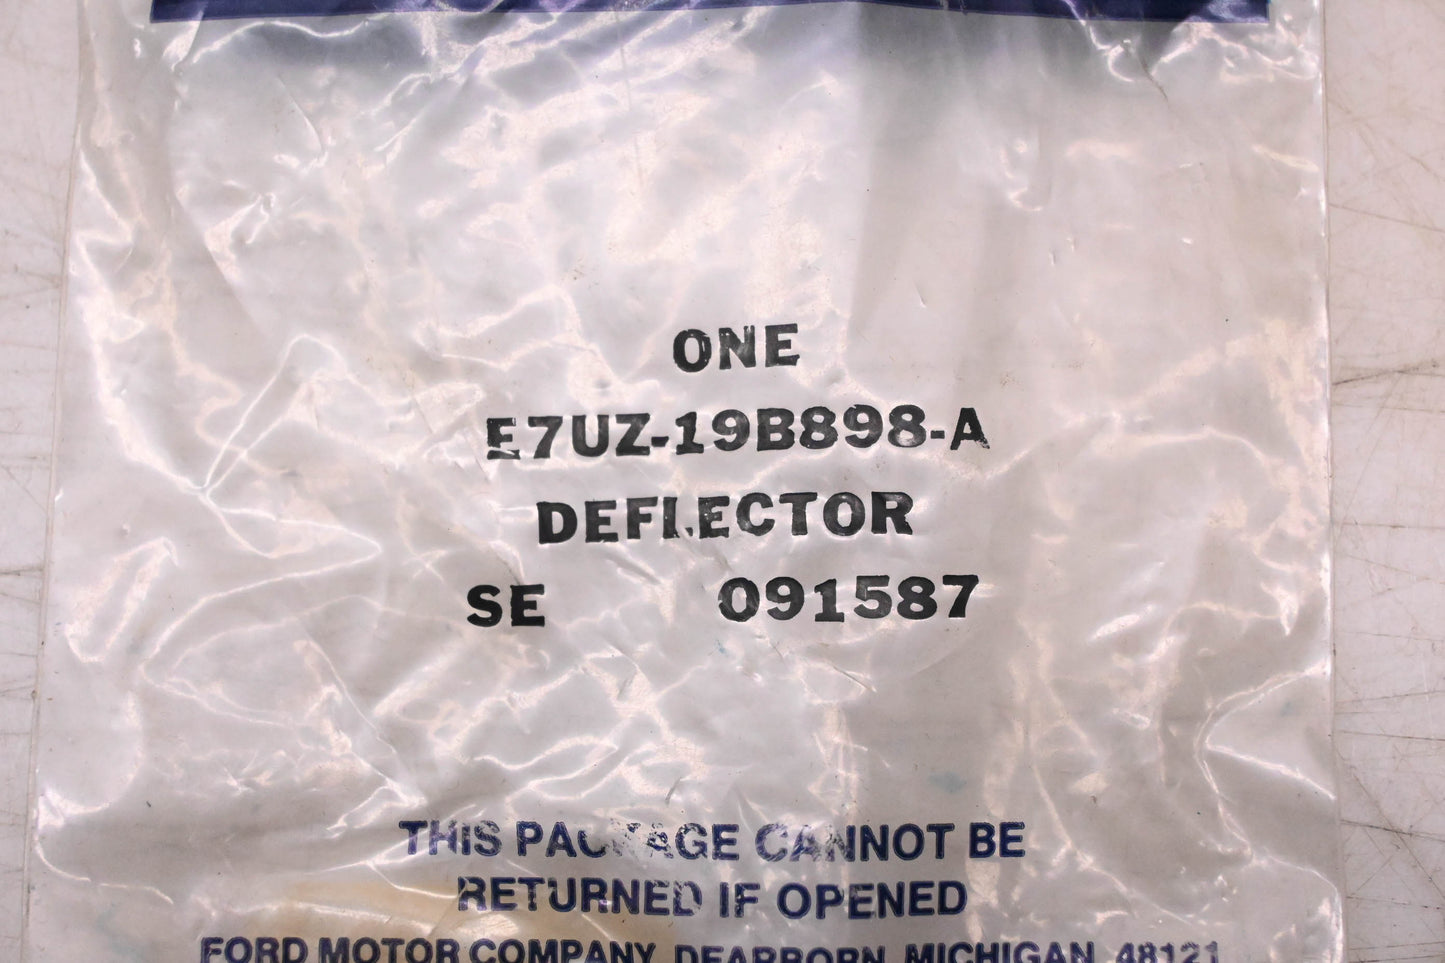 ONE
E7UZ-19B898-A
DEFLECTOR
SE 091587
THIS PACKAGE CANNOT BE
RETURNED IF OPENED
FORD MOTOR COMPANY, DEARBORN, MICHIGAN 48121